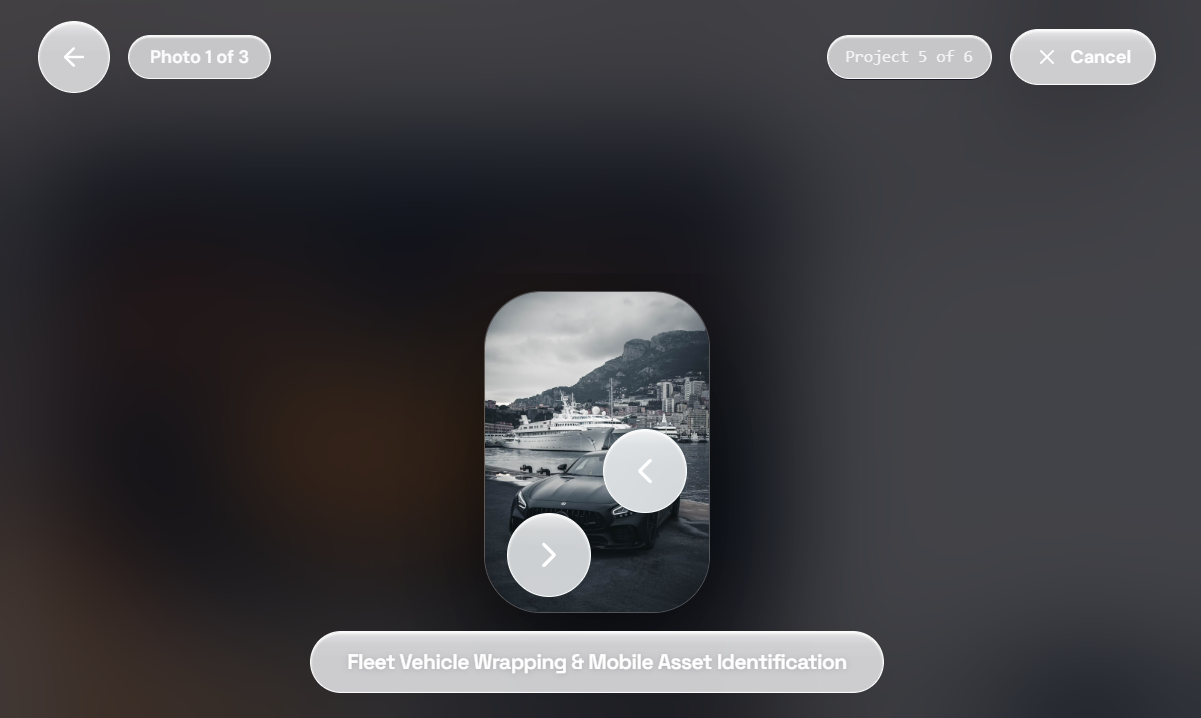 Photo 1 of 3
Project 5 of 6
Cancel
Fleet Vehicle Wrapping & Mobile Asset Identification